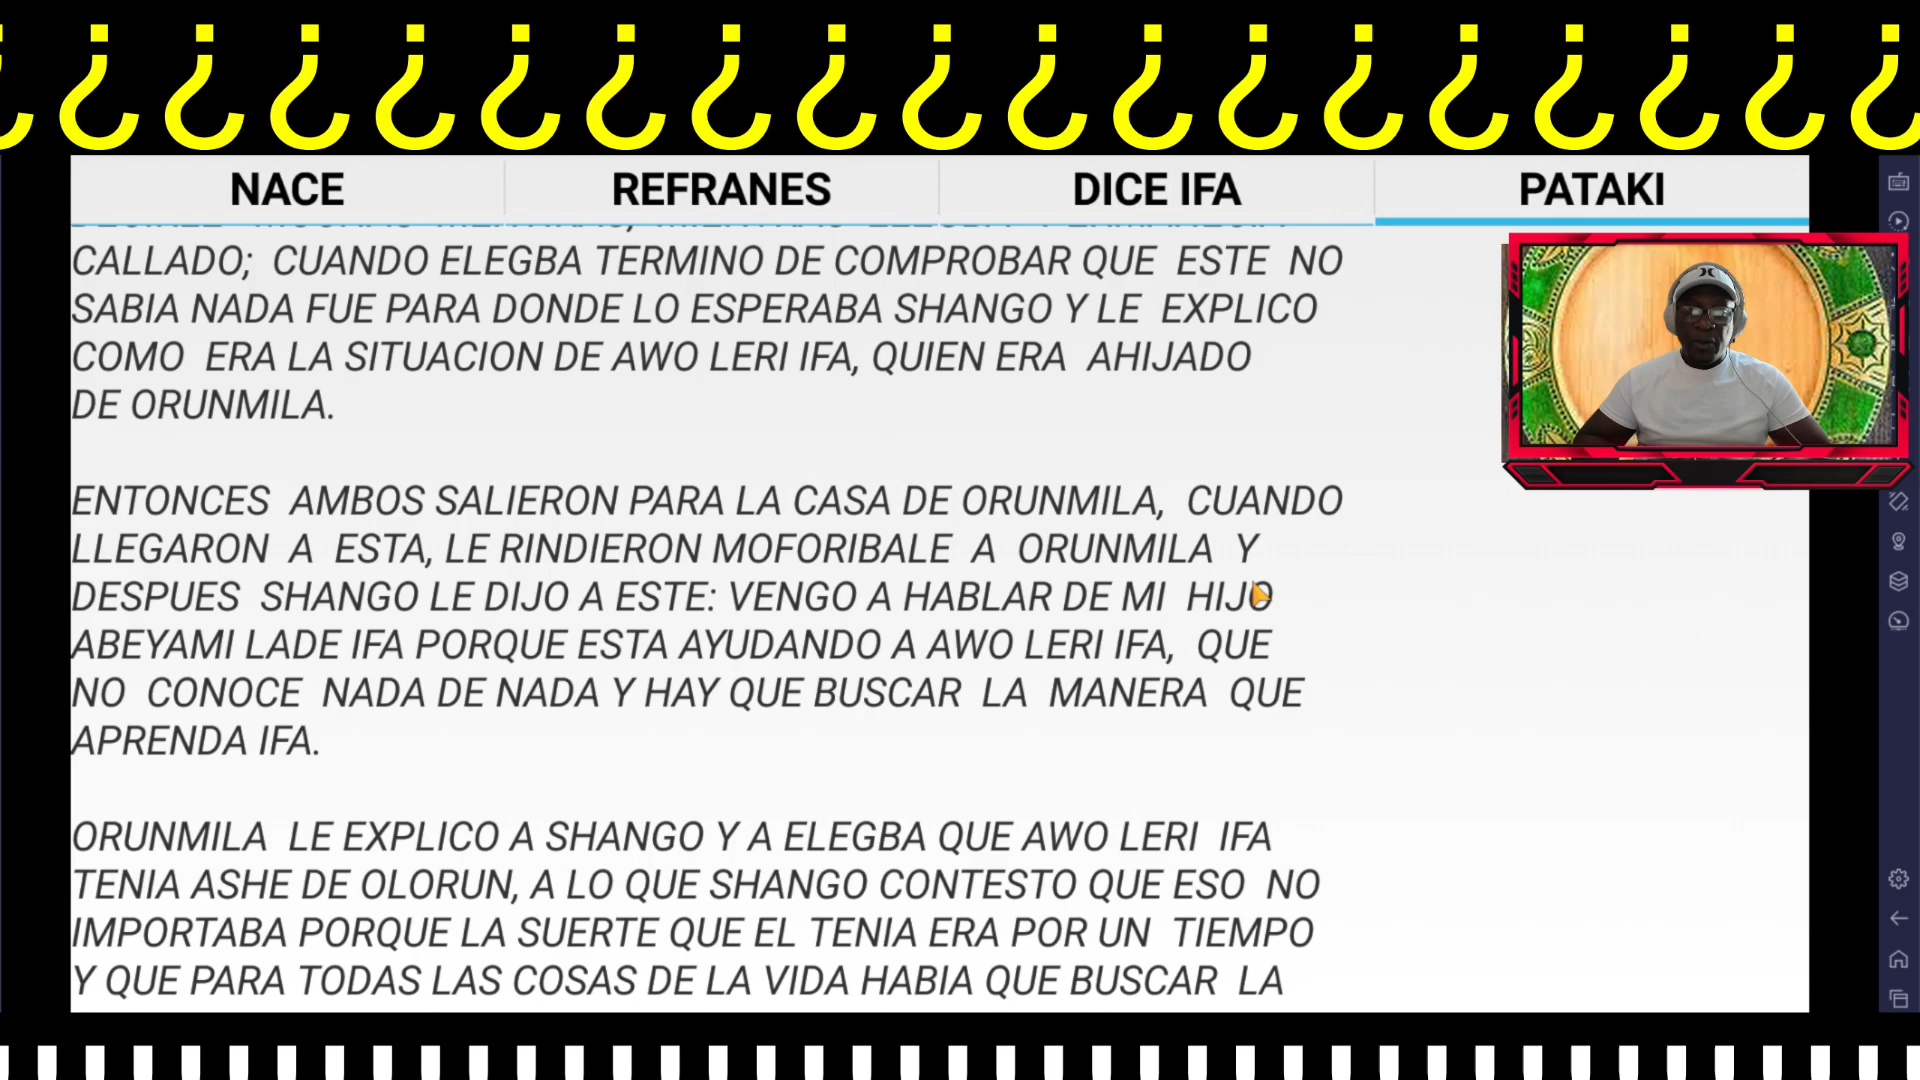 ¿ ¿ ¿ ¿ ¿ ¿ ¿ ¿ ¿ ¿ ¿ ¿ ¿ ¿ ¿ ¿ ¿ ¿ ¿
NACE REFRANES DICE IFA PATAKI
CALLADO; CUANDO ELEGBA TERMINO DE COMPROBAR QUE ESTE NO
SABIA NADA FUE PARA DONDE LO ESPERABA SHANGO Y LE EXPLICO
COMO ERA LA SITUACION DE AWO LERI IFA, QUIEN ERA AHIJADO
DE ORUNMILA.
ENTONCES AMBOS SALIERON PARA LA CASA DE ORUNMILA, CUANDO
LLEGARON A ESTA, LE RINDIERON MOFORIBALE A ORUNMILA Y
DESPUES SHANGO LE DIJO A ESTE: VENGO A HABLAR DE MI HIJO
ABEYAMI LADE IFA PORQUE ESTA AYUDANDO A AWO LERI IFA, QUE
NO CONOCE NADA DE NADA Y HAY QUE BUSCAR LA MANERA QUE
APRENDA IFA.
ORUNMILA LE EXPLICO A SHANGO Y A ELEGBA QUE AWO LERI IFA
TENIA ASHE DE OLORUN, A LO QUE SHANGO CONTESTO QUE ESO NO
IMPORTABA PORQUE LA SUERTE QUE EL TENIA ERA POR UN TIEMPO
Y QUE PARA TODAS LAS COSAS DE LA VIDA HABIA QUE BUSCAR LA